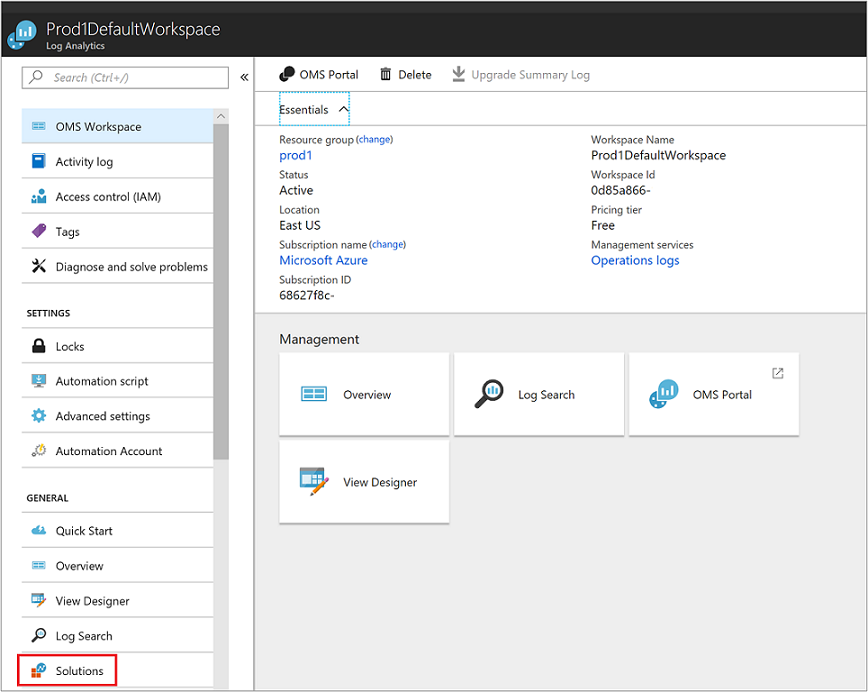 Prod1DefaultWorkspace
Log Analytics
Search (Ctrl+/)
«
OMS Workspace
Activity log
Access control (IAM)
Tags
Diagnose and solve problems
SETTINGS
Locks
Automation script
Advanced settings
Automation Account
GENERAL
Quick Start
Overview
View Designer
Log Search
Solutions
OMS Portal
Delete
Upgrade Summary Log
Essentials
Resource group (change)
prod1
Status
Active
Location
East US
Subscription name (change)
Microsoft Azure
Subscription ID
68627f8c-
Workspace Name
Prod1DefaultWorkspace
Workspace Id
0d85a866-
Pricing tier
Free
Management services
Operations logs
Management
Overview
Log Search
OMS Portal
View Designer